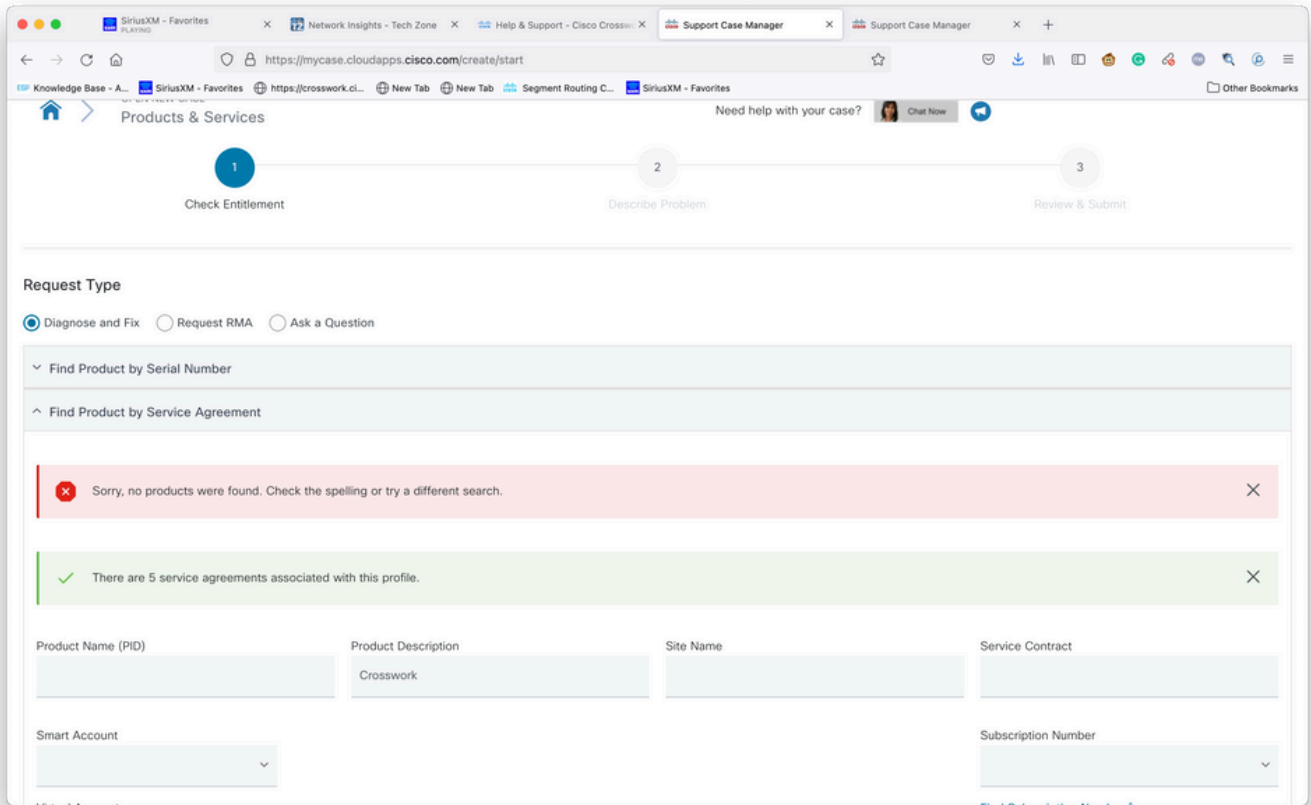 SiriusXM - Favorites
PLAYING
Network Insights - Tech Zone
Help & Support - Cisco Crosswo
Support Case Manager
Support Case Manager
https://mycase.cloudapps.cisco.com/create/start
Knowledge Base - A...
SiriusXM - Favorites
https://crosswork.ci...
New Tab
New Tab
Segment Routing C...
SiriusXM - Favorites
Other Bookmarks
OPEN NEW CASE
Products & Services
Need help with your case?
Chat Now
1
2
3
Check Entitlement
Describe Problem
Review & Submit
Request Type
Diagnose and Fix
Request RMA
Ask a Question
Find Product by Serial Number
Find Product by Service Agreement
Sorry, no products were found. Check the spelling or try a different search.
There are 5 service agreements associated with this profile.
Product Name (PID)
Product Description
Site Name
Service Contract
Crosswork
Smart Account
Subscription Number